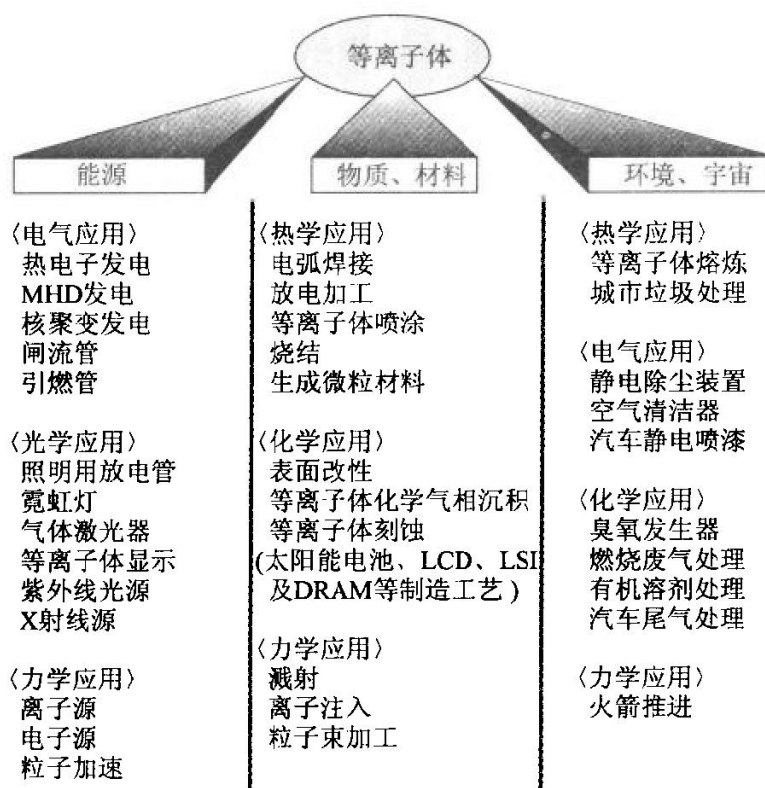 等离子体
能源
物质、材料
环境、宇宙
〈电气应用〉
热电子发电
MHD发电
核聚变发电
闸流管
引燃管
〈光学应用〉
照明用放电管
霓虹灯
气体激光器
等离子体显示
紫外线光源
X射线源
〈力学应用〉
离子源
电子源
粒子加速
〈热学应用〉
电弧焊接
放电加工
等离子体喷涂
烧结
生成微粒材料
〈化学应用〉
表面改性
等离子体化学气相沉积
等离子体刻蚀
(太阳能电池、LCD、LSI
及DRAM等制造工艺)
〈力学应用〉
溅射
离子注入
粒子束加工
〈热学应用〉
等离子体熔炼
城市垃圾处理
〈电气应用〉
静电除尘装置
空气清洁器
汽车静电喷漆
〈化学应用〉
臭氧发生器
燃烧废气处理
有机溶剂处理
汽车尾气处理
〈力学应用〉
火箭推进